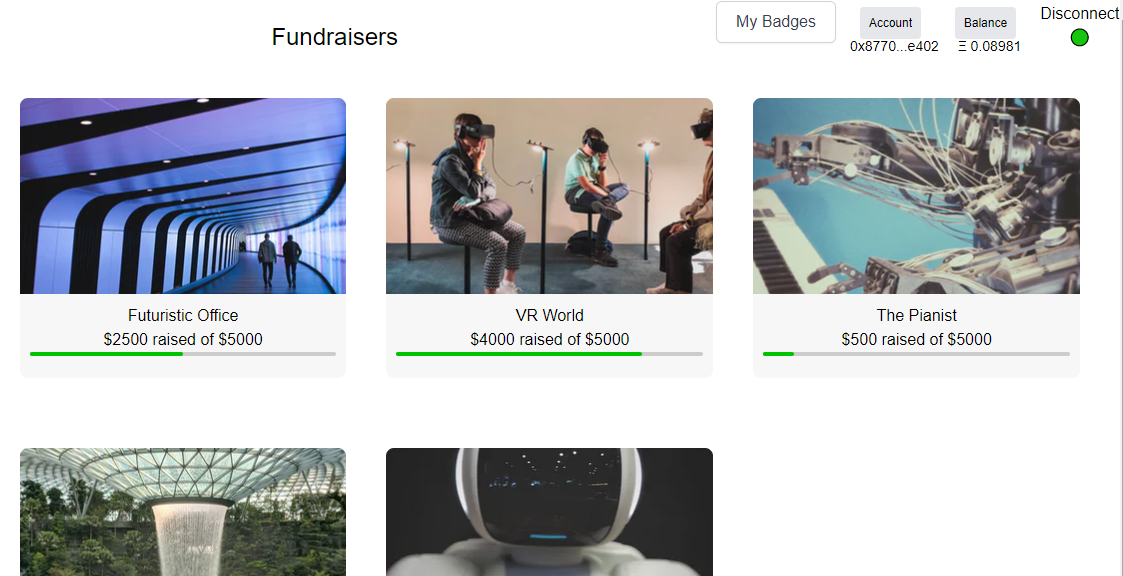 Fundraisers
My Badges
Account
0x8770...e402
Balance
Ξ 0.08981
Disconnect
Futuristic Office
$2500 raised of $5000
VR World
$4000 raised of $5000
The Pianist
$500 raised of $5000